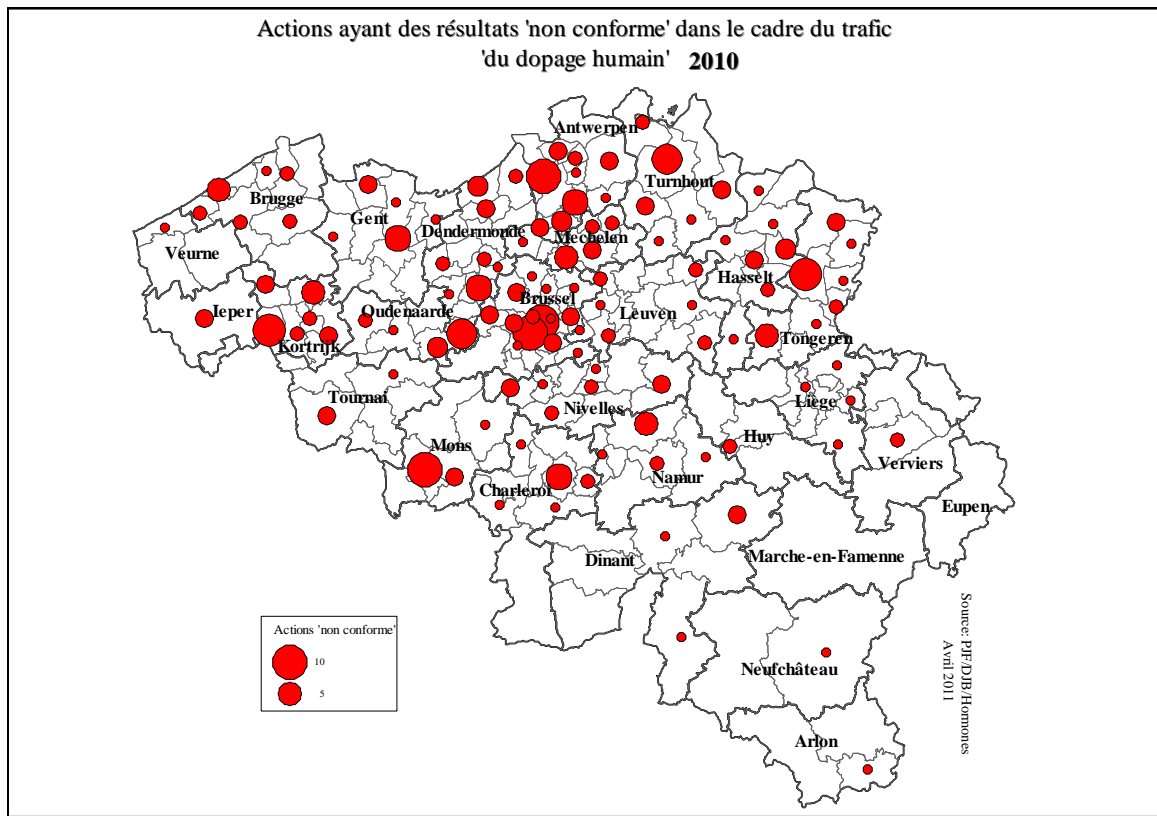 Actions ayant des résultats 'non conforme' dans le cadre du trafic
'du dopage humain' 2010
Antwerpen
Turnhout
Brugge
Gent
Dendermonde
Mechelen
Veurne
Hasselt
Brussel
Ieper
Oudenaarde
Leuven
Kortrijk
Tongeren
Tournai
Nivelles
Liège
Mons
Huy
Verviers
Charleroi
Namur
Eupen
Dinant
Marche-en-Famenne
Neufchâteau
Arlon
Actions 'non conforme'
10
5
Source: PJF/DJB/Hormones
Avril 2011